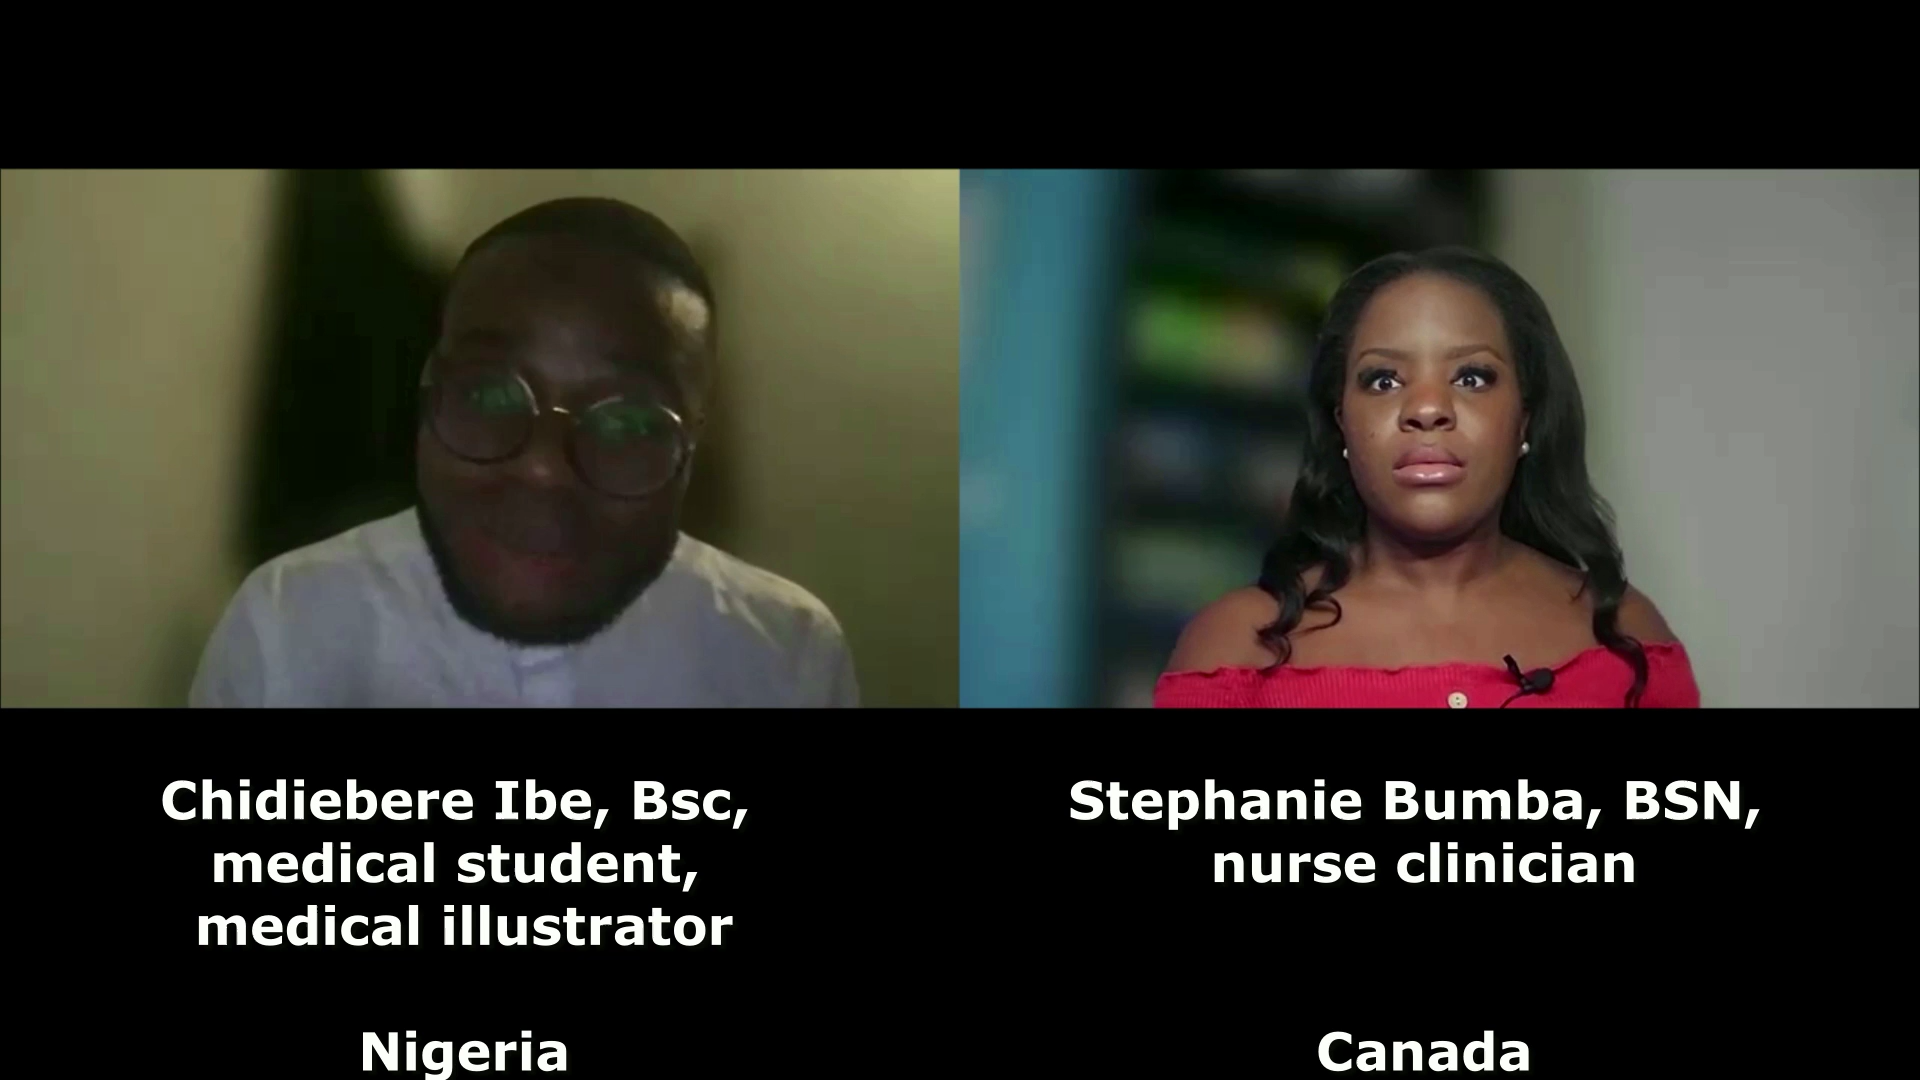 Chidiebere Ibe, Bsc,
medical student,
medical illustrator
Nigeria
Stephanie Bumba, BSN,
nurse clinician
Canada